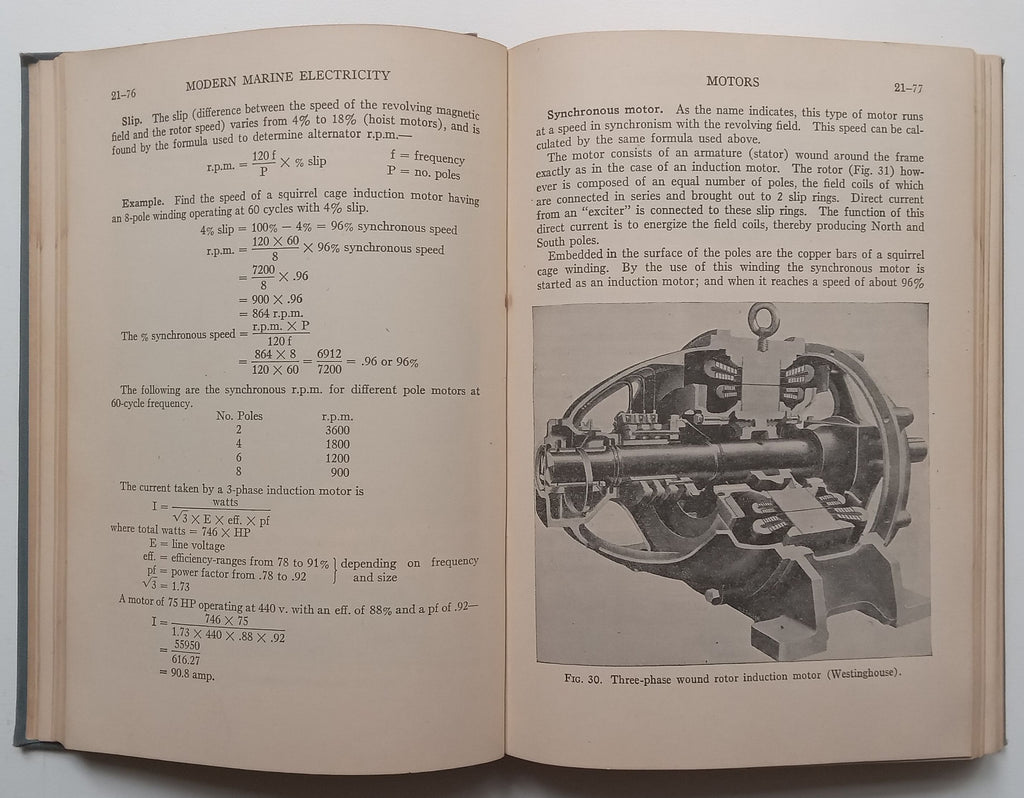 21-76
MODERN MARINE ELECTRICITY
Slip. The slip (difference between the speed of the revolving magnetic
field and the rotor speed) varies from 4% to 18% (hoist motors), and is
found by the formula used to determine alternator r.p.m.—
r.p.m. = 120 f / P × % slip
f = frequency
P = no. poles
Example. Find the speed of a squirrel cage induction motor having
an 8-pole winding operating at 60 cycles with 4% slip.
4% slip = 100% − 4% = 96% synchronous speed
r.p.m. = 120 × 60 / 8 × 96% synchronous speed
= 7200 / 8 × .96
= 900 × .96
= 864 r.p.m.
The % synchronous speed = r.p.m. × P / 120 f
= 864 × 8 / 120 × 60 = 6912 / 7200 = .96 or 96%
The following are the synchronous r.p.m. for different pole motors at
60-cycle frequency.
No. Poles r.p.m.
2 3600
4 1800
6 1200
8 900
The current taken by a 3-phase induction motor is
I = watts / √3 × E × eff. × pf
where total watts = 746 × HP
E = line voltage
eff. = efficiency-ranges from 78 to 91% } depending on frequency
pf = power factor from .78 to .92 } and size
√3 = 1.73
A motor of 75 HP operating at 440 v. with an eff. of 88% and a pf of .92—
I = 746 × 75 / 1.73 × 440 × .88 × .92
= 55950 / 616.27
= 90.8 amp.
MOTORS
21-77
Synchronous motor. As the name indicates, this type of motor runs
at a speed in synchronism with the revolving field. This speed can be cal-
culated by the same formula used above.
The motor consists of an armature (stator) wound around the frame
exactly as in the case of an induction motor. The rotor (Fig. 31) how-
ever is composed of an equal number of poles, the field coils of which
are connected in series and brought out to 2 slip rings. Direct current
from an "exciter" is connected to these slip rings. The function of this
direct current is to energize the field coils, thereby producing North and
South poles.
Embedded in the surface of the poles are the copper bars of a squirrel
cage winding. By the use of this winding the synchronous motor is
started as an induction motor; and when it reaches a speed of about 96%
FIG. 30. Three-phase wound rotor induction motor (Westinghouse).